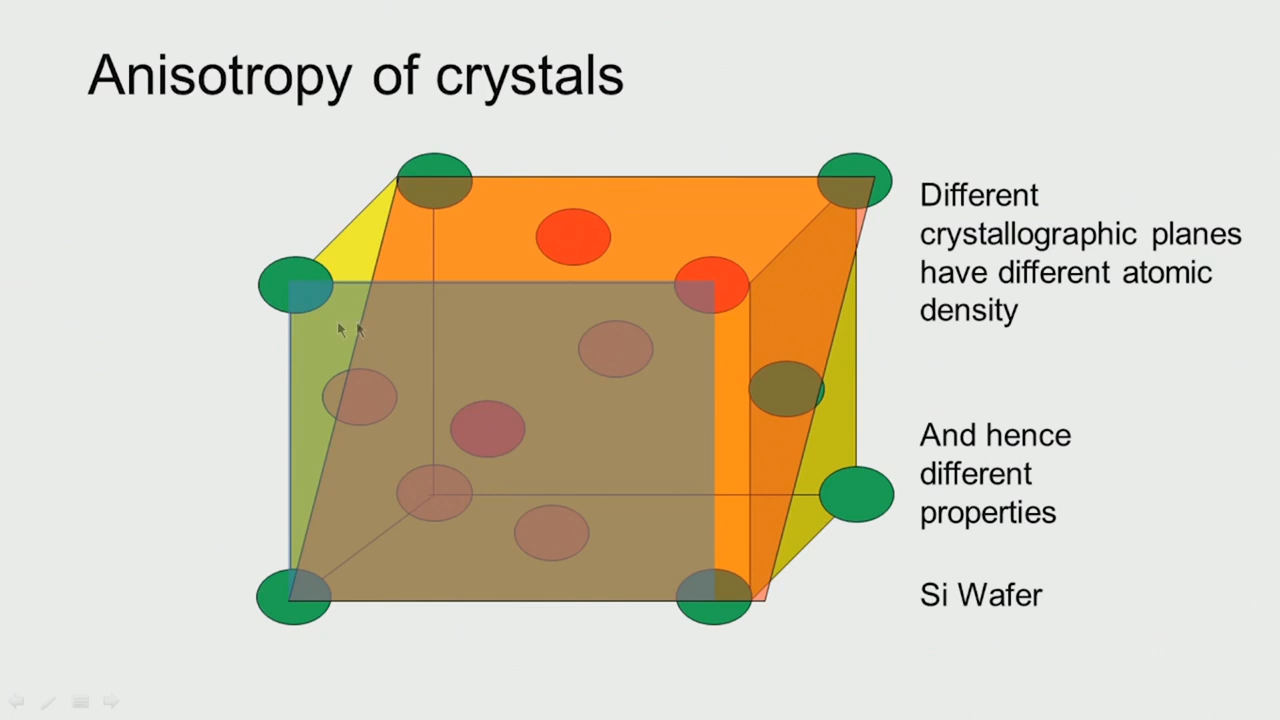 Anisotropy of crystals
Different
crystallographic planes
have different atomic
density
And hence
different
properties
Si Wafer